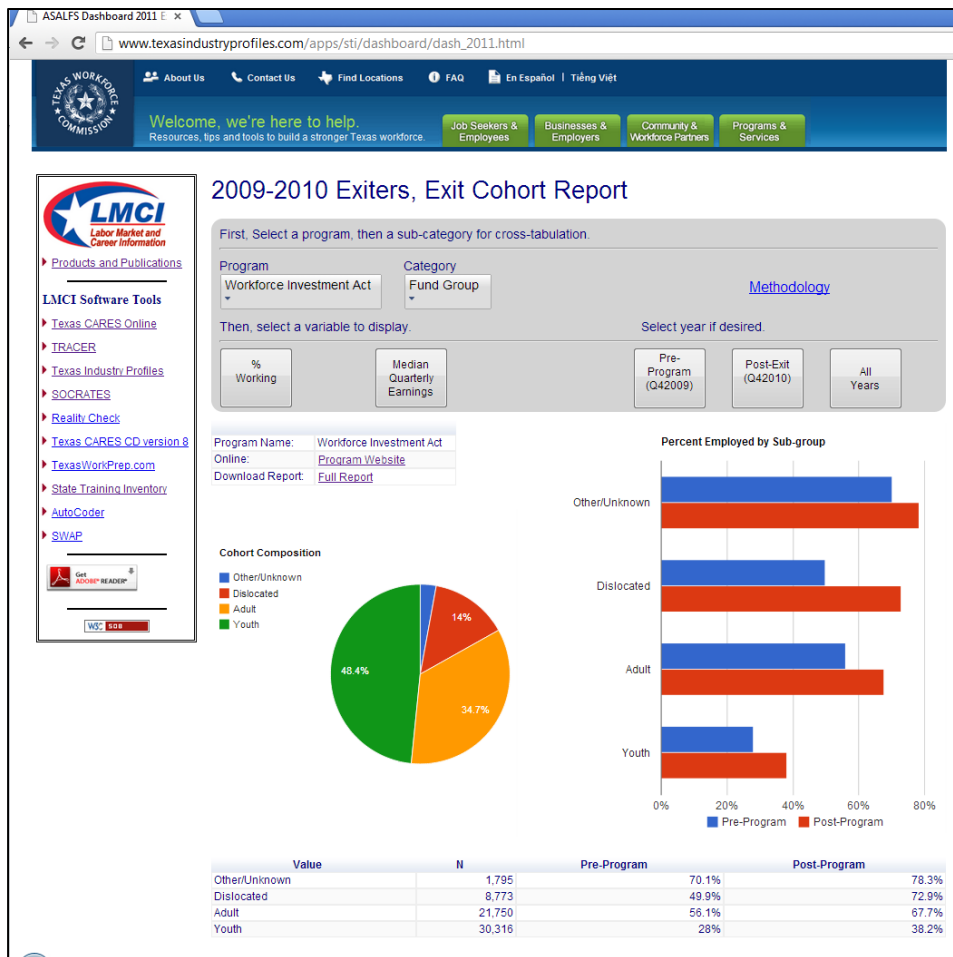 ASALFS Dashboard 2011 E ×
www.texasindustryprofiles.com/apps/sti/dashboard/dash_2011.html
TEXAS WORKFORCE COMMISSION
About Us Contact Us Find Locations FAQ En Español | Tiếng Việt
Welcome, we're here to help.
Resources, tips and tools to build a stronger Texas workforce.
Job Seekers & Employees
Businesses & Employers
Community & Workforce Partners
Programs & Services
LMCI
Labor Market and
Career Information
Products and Publications
LMCI Software Tools
Texas CARES Online
TRACER
Texas Industry Profiles
SOCRATES
Reality Check
Texas CARES CD version 8
TexasWorkPrep.com
State Training Inventory
AutoCoder
SWAP
Get
ADOBE® READER®
W3C 508
2009-2010 Exiters, Exit Cohort Report
First, Select a program, then a sub-category for cross-tabulation.
Program Category
Workforce Investment Act Fund Group Methodology
Then, select a variable to display. Select year if desired.
% Working
Median Quarterly Earnings
Pre-Program (Q42009)
Post-Exit (Q42010)
All Years
Program Name: Workforce Investment Act
Online: Program Website
Download Report: Full Report
Cohort Composition
Other/Unknown
Dislocated
Adult
Youth
14%
34.7%
48.4%
Percent Employed by Sub-group
Other/Unknown
Dislocated
Adult
Youth
0% 20% 40% 60% 80%
Pre-Program Post-Program
Value N Pre-Program Post-Program
Other/Unknown 1,795 70.1% 78.3%
Dislocated 8,773 49.9% 72.9%
Adult 21,750 56.1% 67.7%
Youth 30,316 28% 38.2%